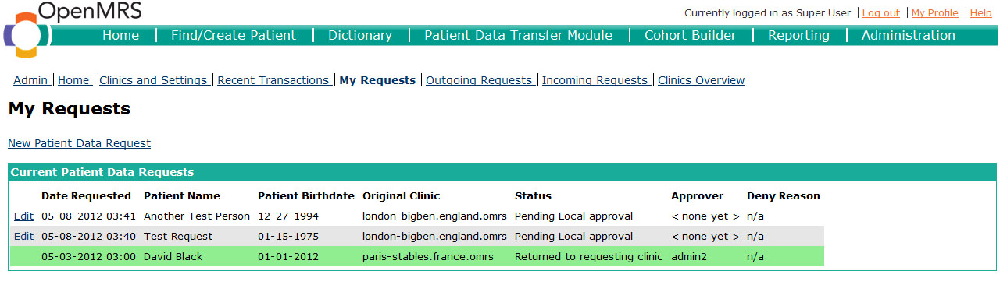 OpenMRS
Currently logged in as Super User | Log out | My Profile | Help
Home | Find/Create Patient | Dictionary | Patient Data Transfer Module | Cohort Builder | Reporting | Administration
Admin | Home | Clinics and Settings | Recent Transactions | My Requests | Outgoing Requests | Incoming Requests | Clinics Overview
My Requests
New Patient Data Request
Current Patient Data Requests
Date Requested Patient Name Patient Birthdate Original Clinic Status Approver Deny Reason
Edit 05-08-2012 03:41 Another Test Person 12-27-1994 london-bigben.england.omrs Pending Local approval < none yet > n/a
Edit 05-08-2012 03:40 Test Request 01-15-1975 london-bigben.england.omrs Pending Local approval < none yet > n/a
05-03-2012 03:00 David Black 01-01-2012 paris-stables.france.omrs Returned to requesting clinic admin2 n/a